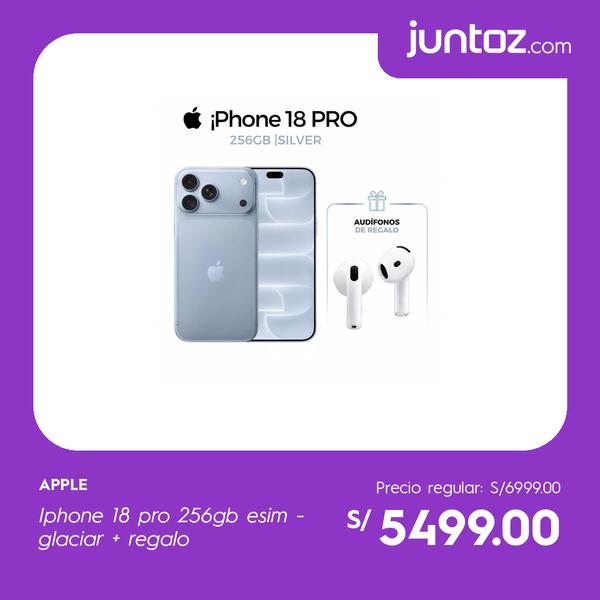 juntoz.com
¡Phone 18 PRO
256GB |SILVER
AUDÍFONOS
DE REGALO
APPLE
Iphone 18 pro 256gb esim -
glaciar + regalo
Precio regular: S/6999.00
S/ 5499.00